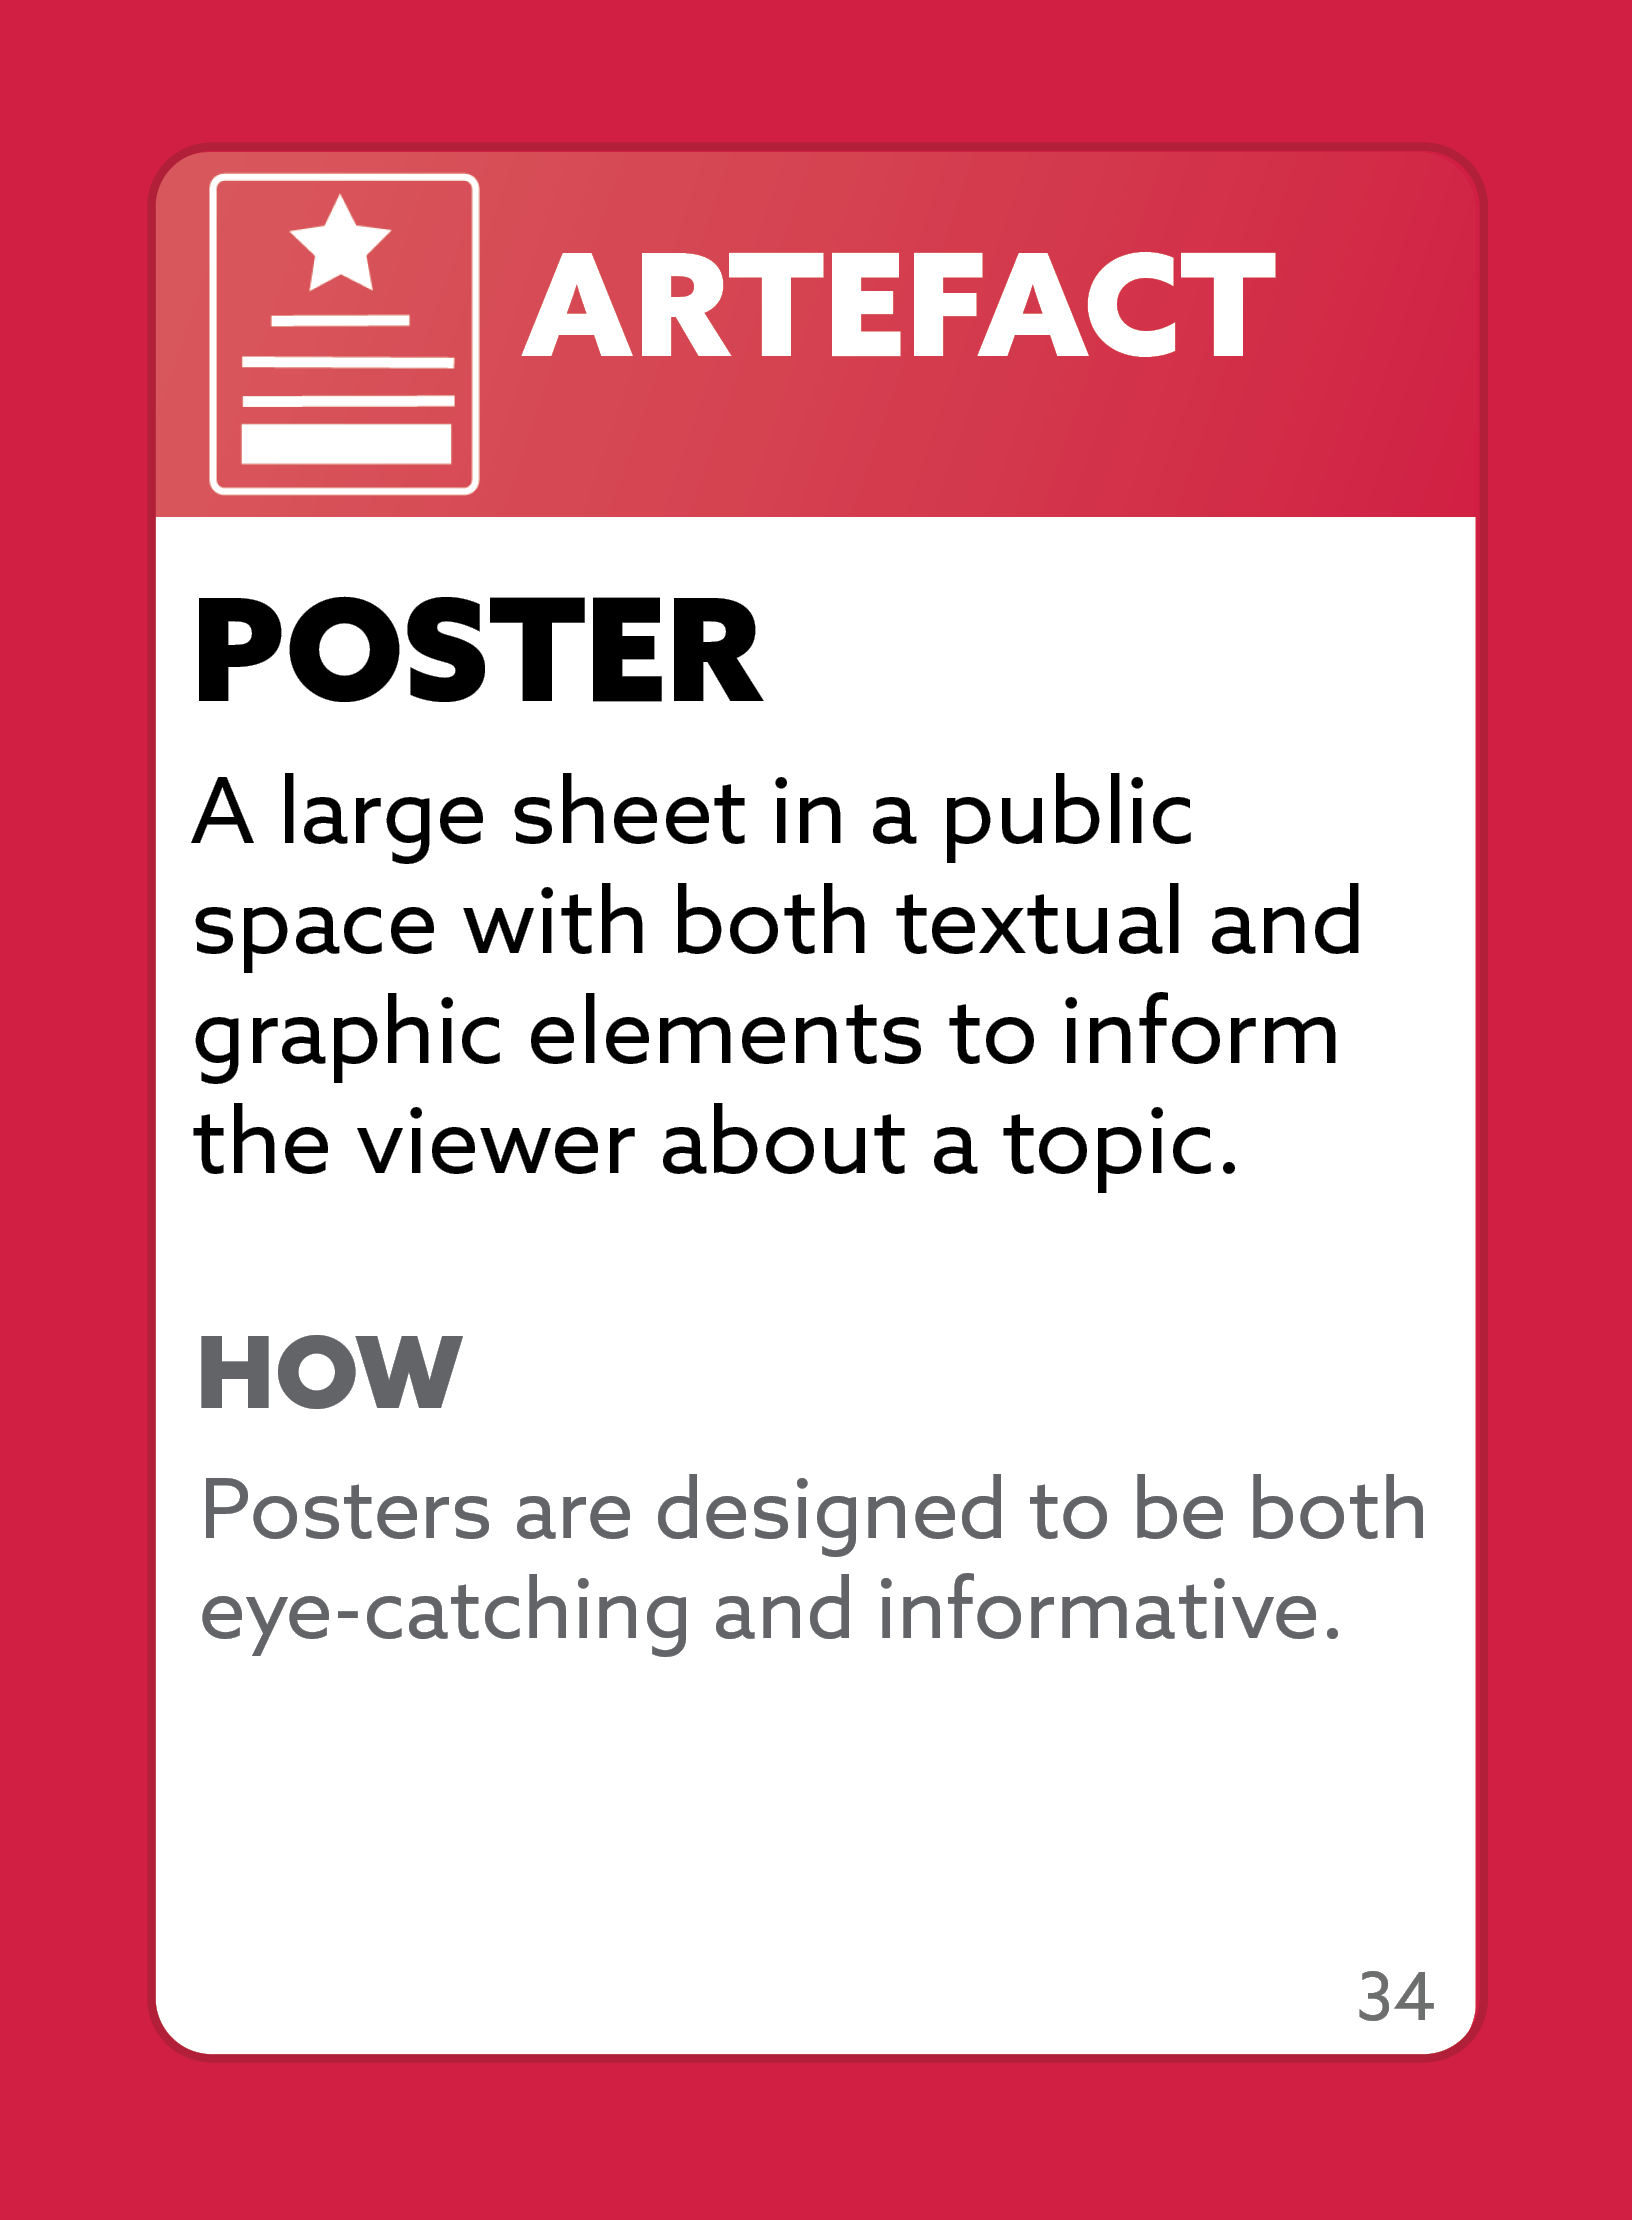 ARTEFACT
POSTER
A large sheet in a public
space with both textual and
graphic elements to inform
the viewer about a topic.
HOW
Posters are designed to be both
eye-catching and informative.
34